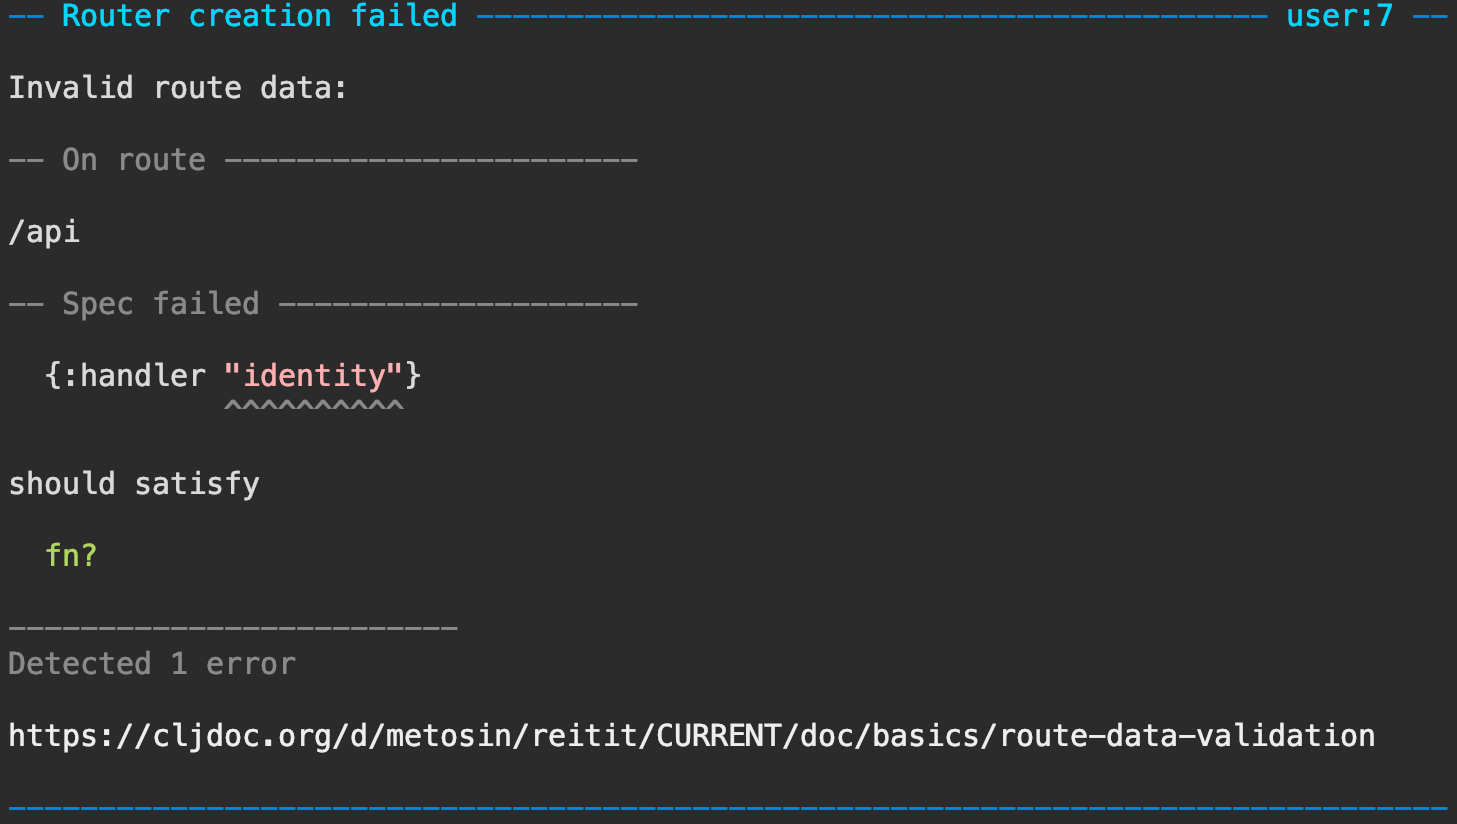 -- Router creation failed -------------------------------------------- user:7 --
Invalid route data:
-- On route -----------------------
/api
-- Spec failed --------------------
{:handler "identity"}
^^^^^^^^^^
should satisfy
fn?
-------------------------
Detected 1 error
https://cljdoc.org/d/metosin/reitit/CURRENT/doc/basics/route-data-validation
--------------------------------------------------------------------------------